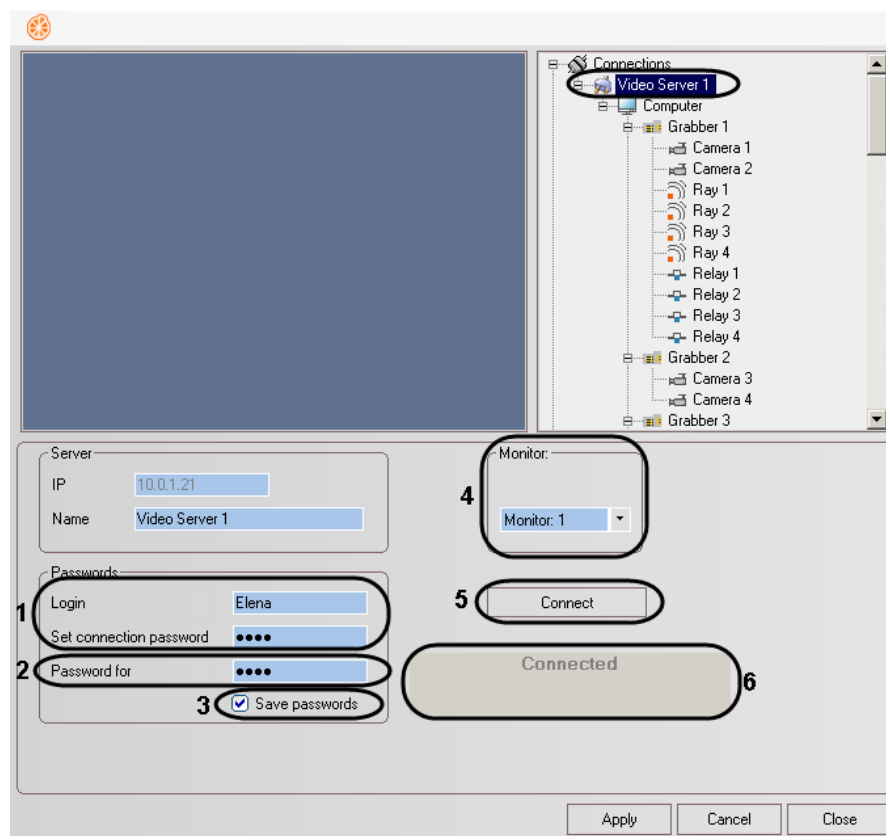 Connections
Video Server 1
Computer
Grabber 1
Camera 1
Camera 2
Ray 1
Ray 2
Ray 3
Ray 4
Relay 1
Relay 2
Relay 3
Relay 4
Grabber 2
Camera 3
Camera 4
Grabber 3
Server
IP 10.0.1.21
Name Video Server 1
Monitor:
4
Monitor: 1
Passwords
1
Login Elena
Set connection password ••••
2 Password for ••••
3 Save passwords
5 Connect
Connected
6
Apply Cancel Close